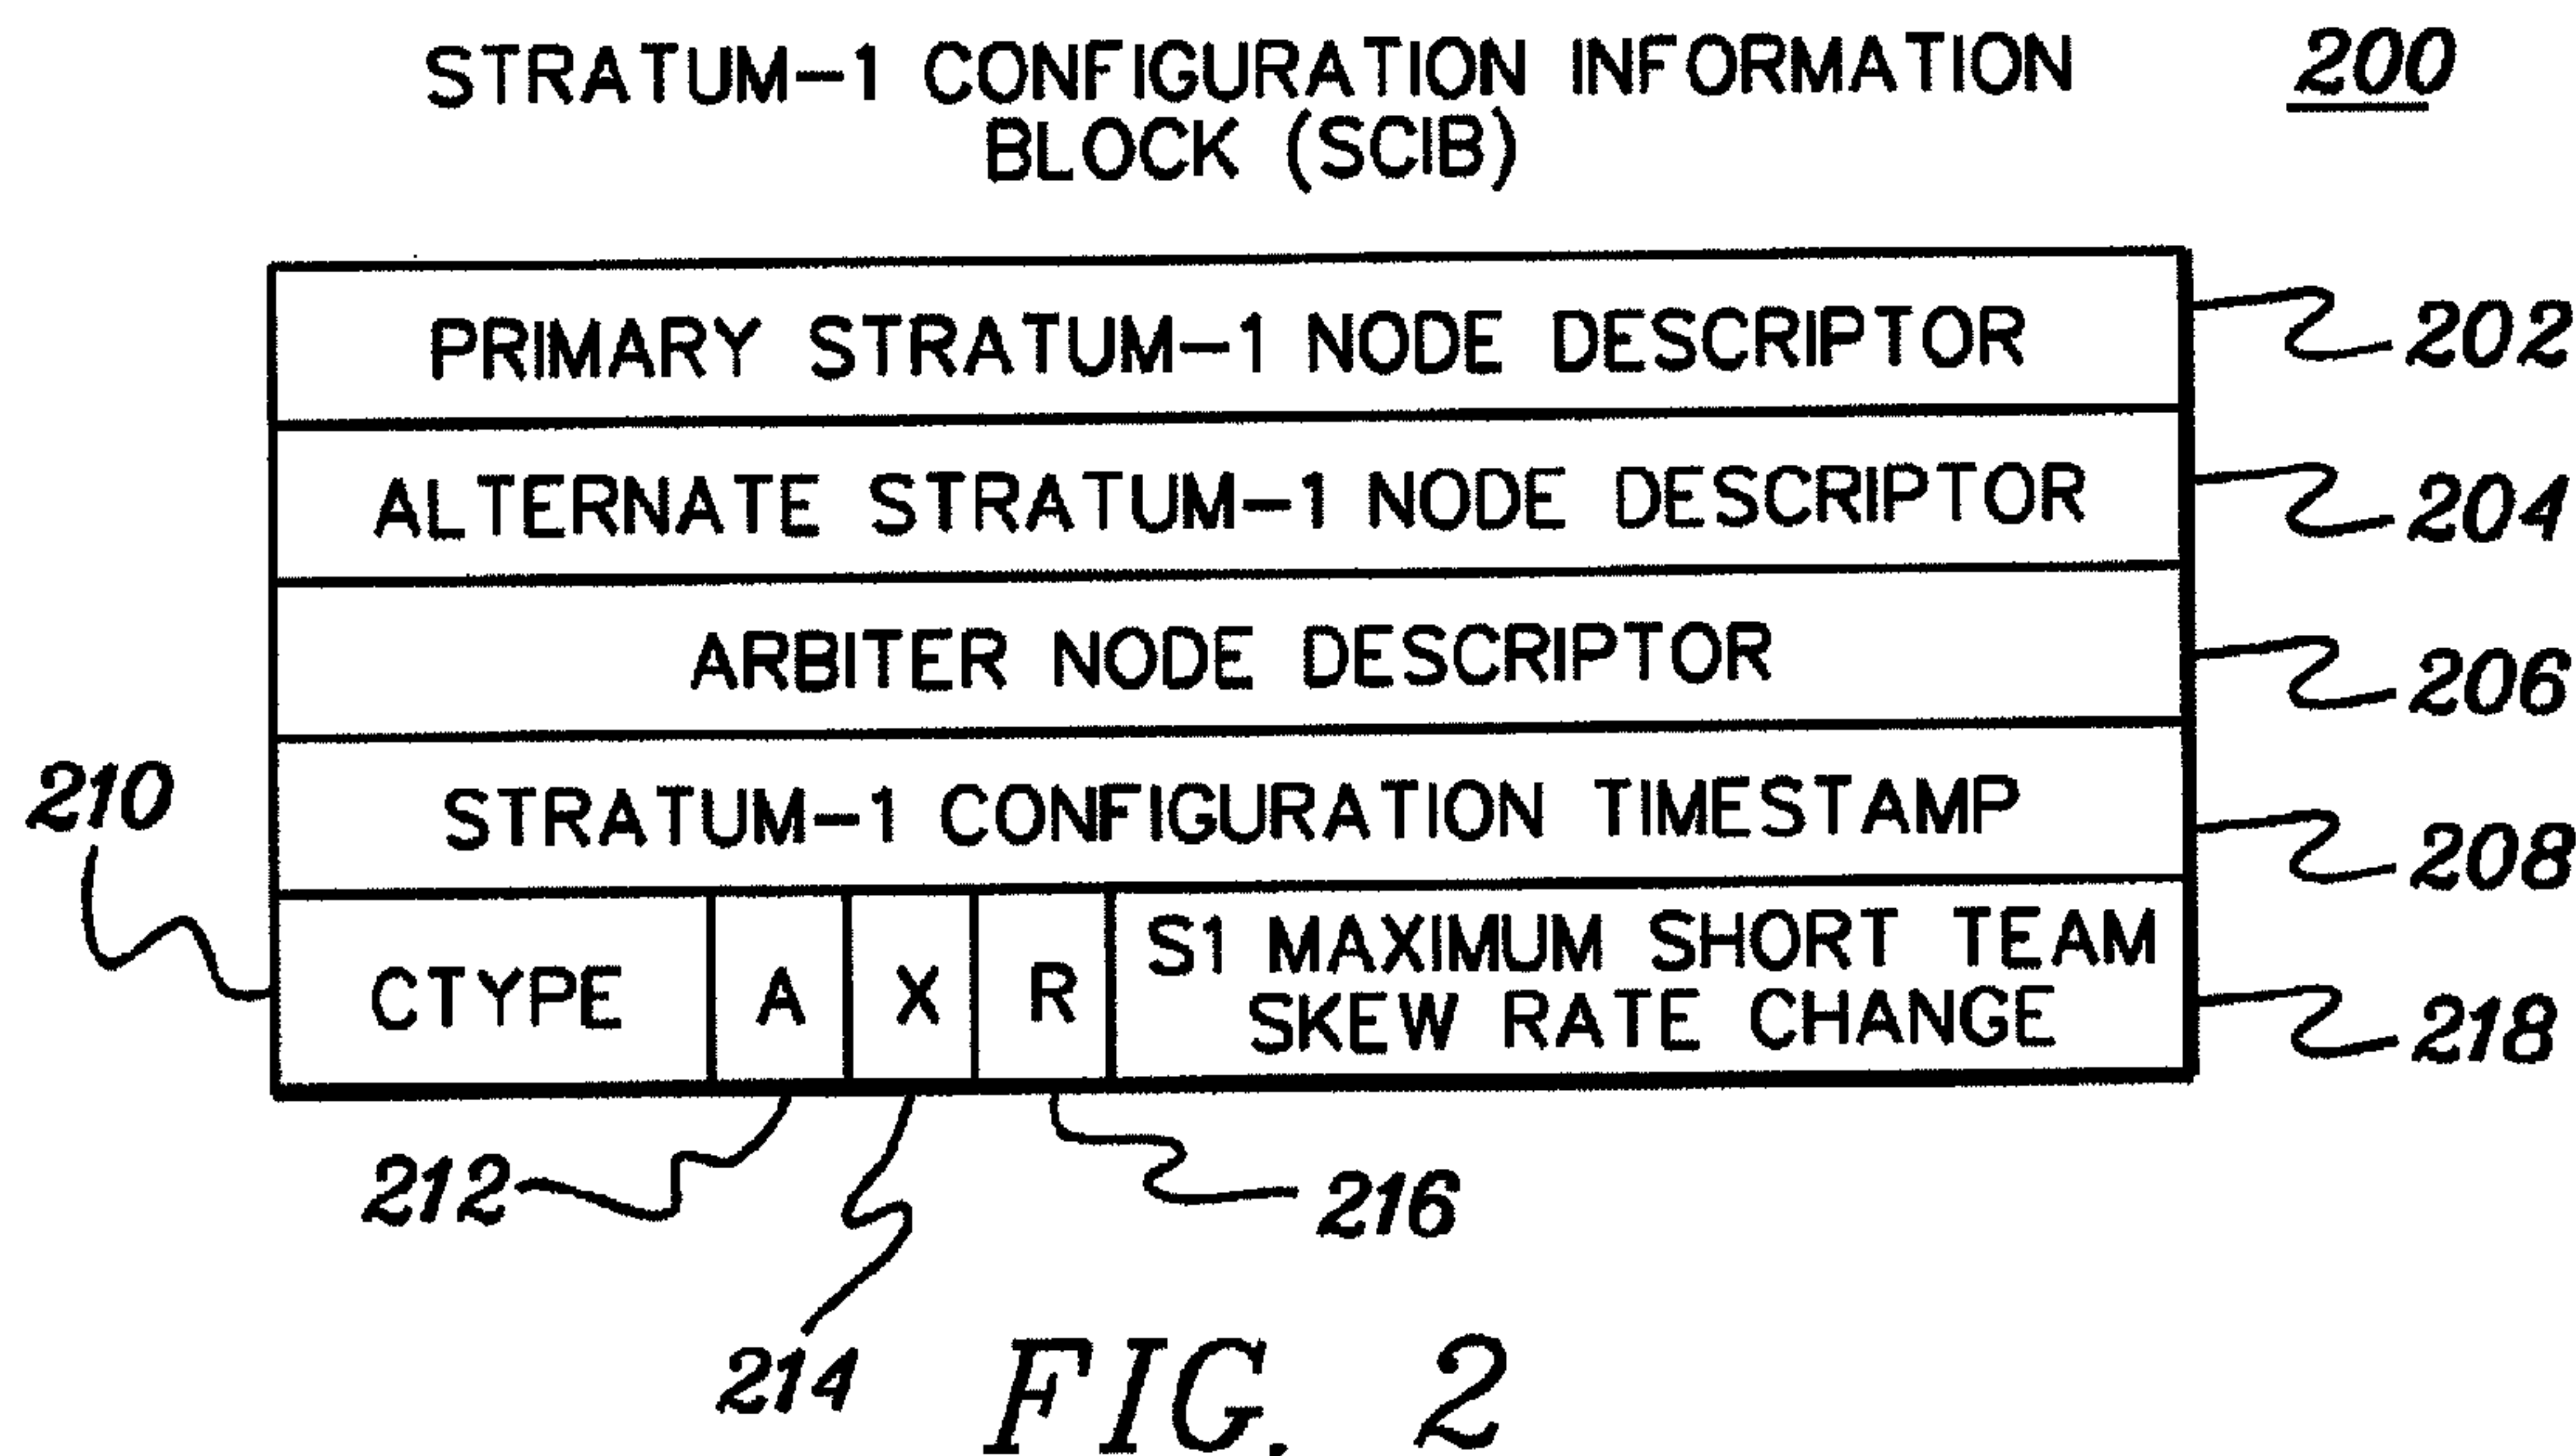 STRATUM-1 CONFIGURATION INFORMATION
BLOCK (SCIB)
200
PRIMARY STRATUM-1 NODE DESCRIPTOR
202
ALTERNATE STRATUM-1 NODE DESCRIPTOR
204
ARBITER NODE DESCRIPTOR
206
210
STRATUM-1 CONFIGURATION TIMESTAMP
208
CTYPE
A
X
R
S1 MAXIMUM SHORT TEAM
SKEW RATE CHANGE
218
212
214
216
FIG. 2